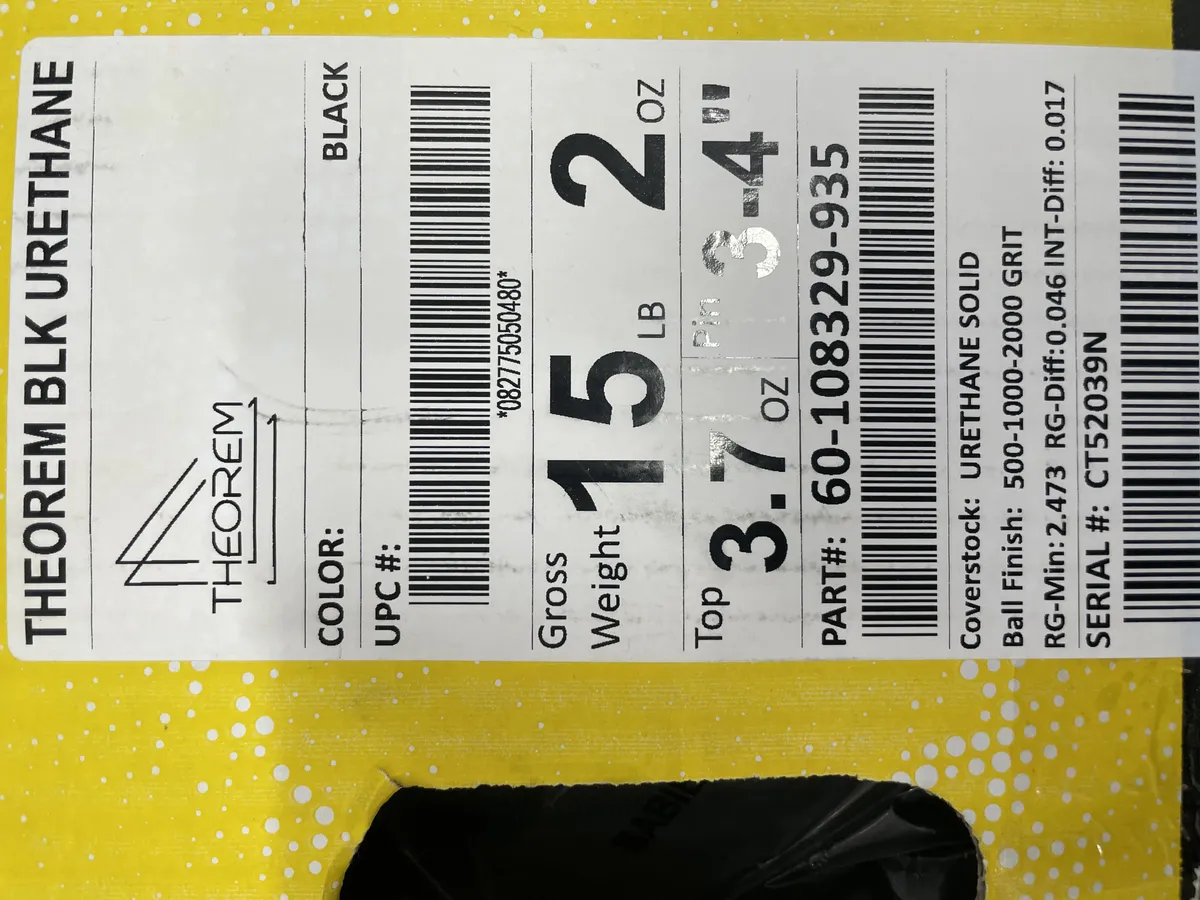 THEOREM BLK URETHANE
THEOREM
COLOR: BLACK
UPC #:
*082775050480*
Gross Weight 15 LB 2 OZ
Top 3.7 OZ Pin 3-4"
PART#: 60-108329-935
Coverstock: URETHANE SOLID
Ball Finish: 500-1000-2000 GRIT
RG-Min: 2.473 RG-Diff:0.046 INT-Diff: 0.017
SERIAL #: CT52039N